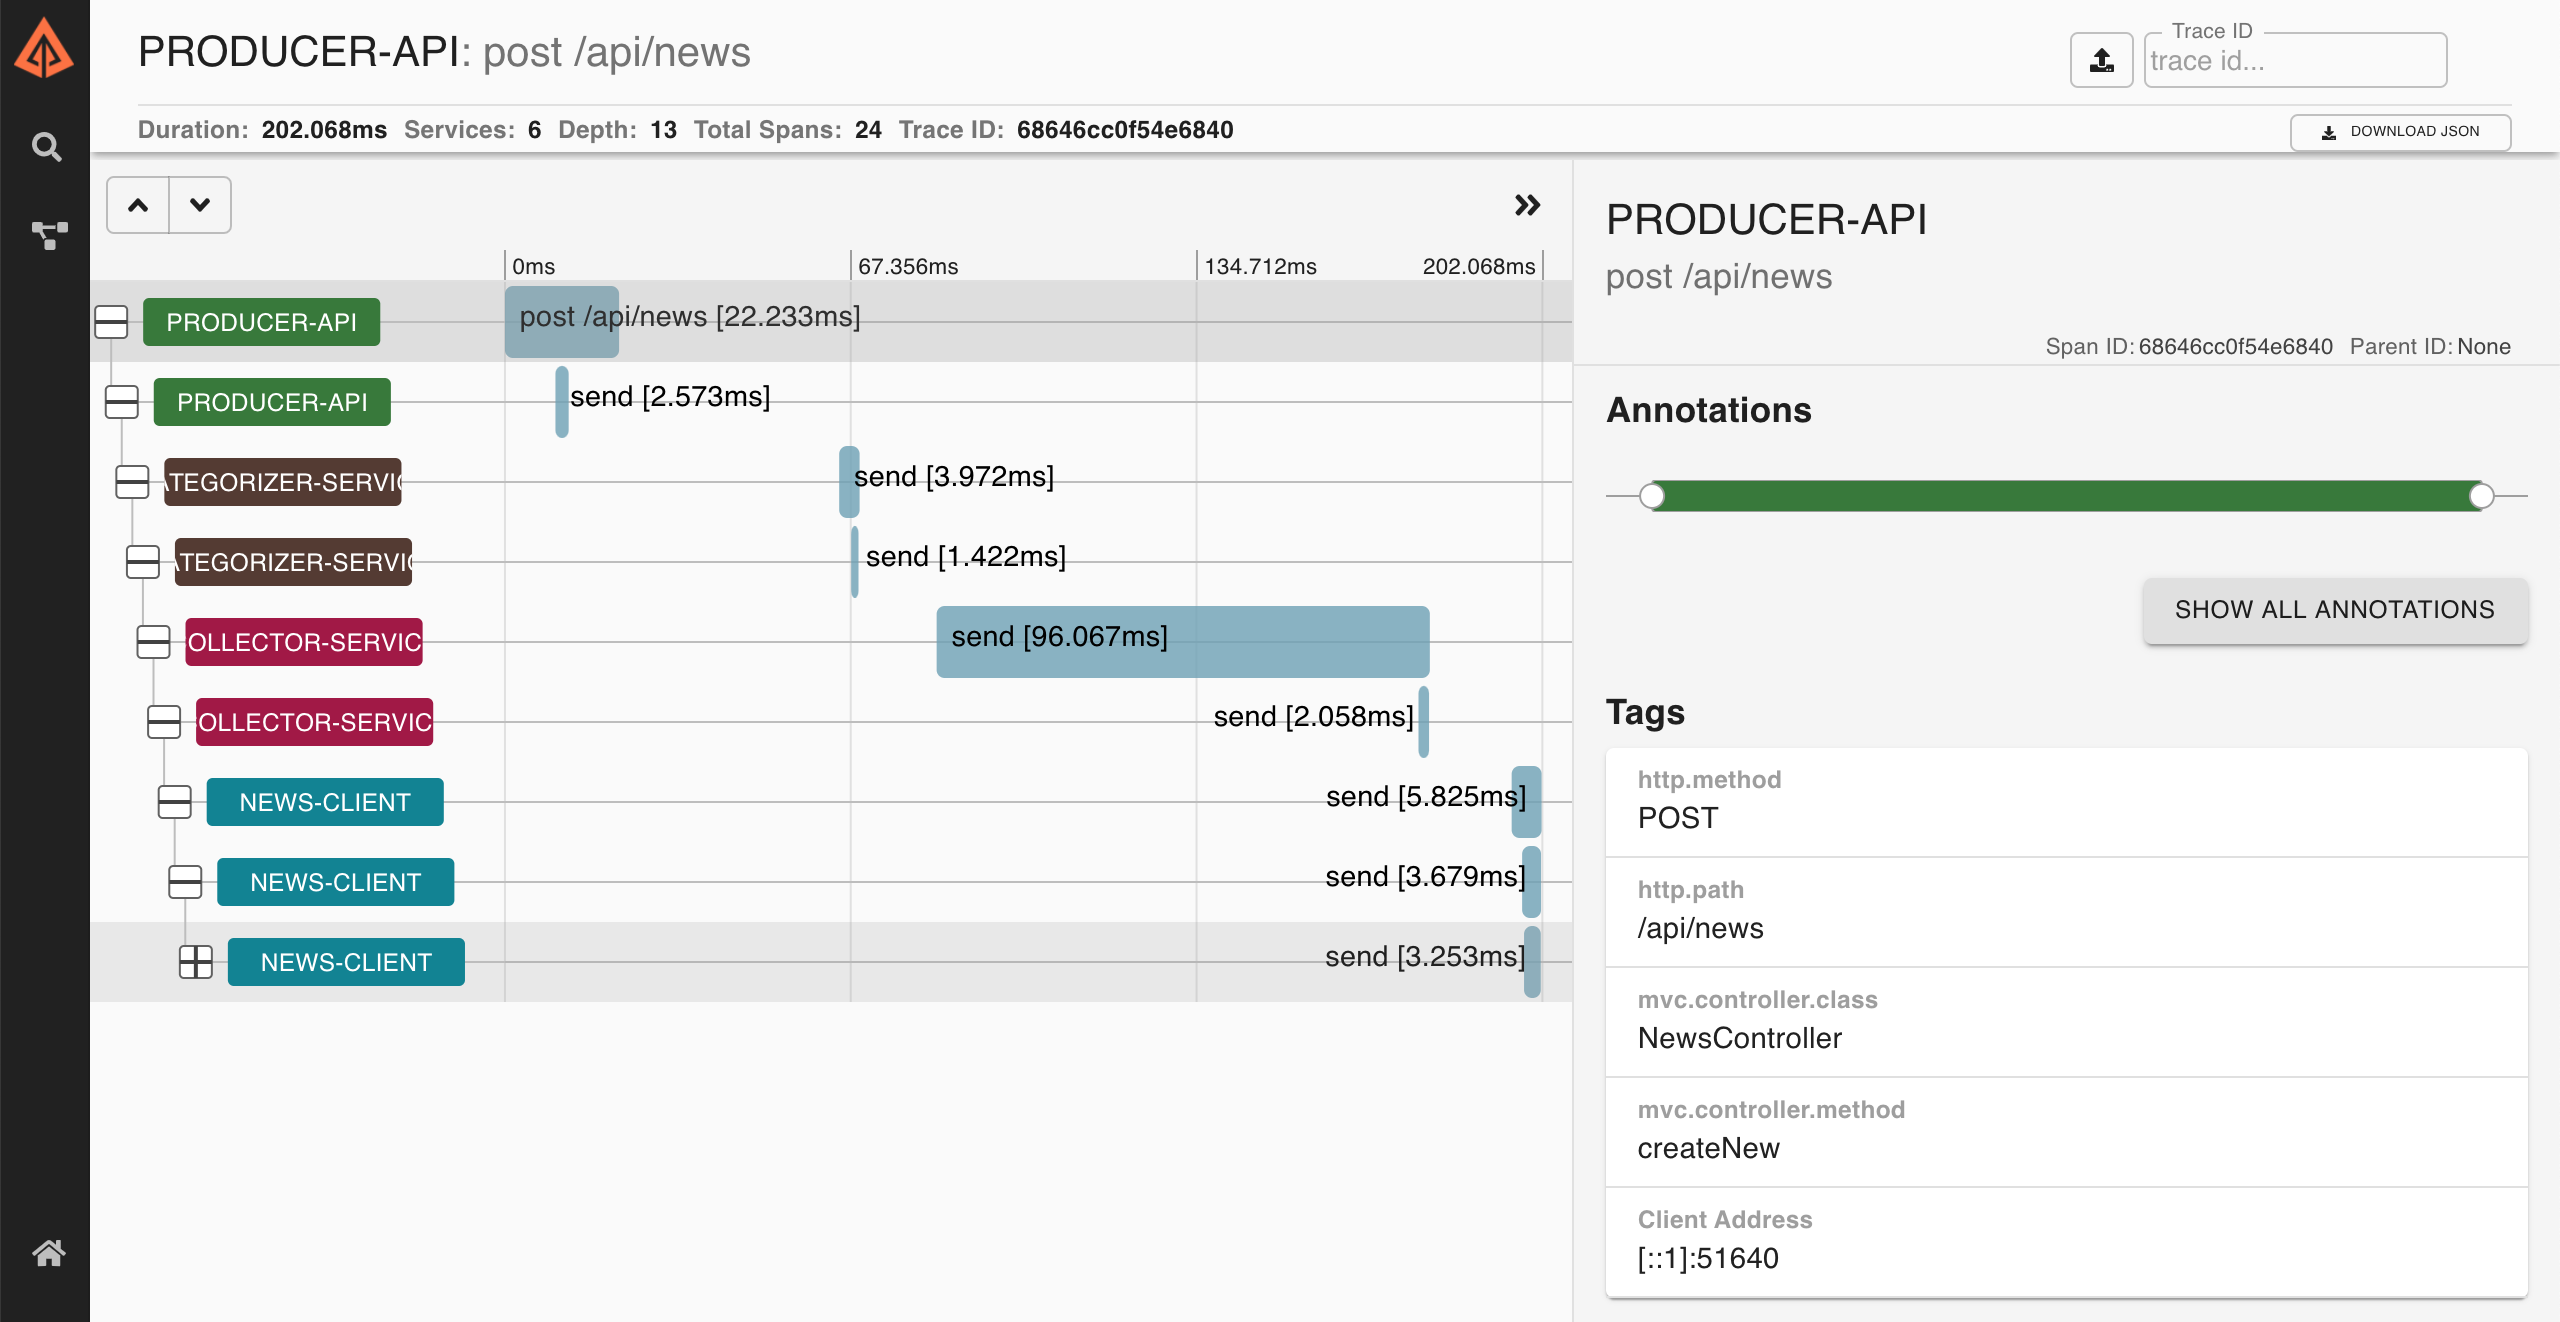 PRODUCER-API: post /api/news
Trace ID
trace id...
Duration: 202.068ms Services: 6 Depth: 13 Total Spans: 24 Trace ID: 68646cc0f54e6840
DOWNLOAD JSON
0ms 67.356ms 134.712ms 202.068ms
PRODUCER-API post /api/news [22.233ms]
PRODUCER-API send [2.573ms]
ATEGORIZER-SERVIC send [3.972ms]
ATEGORIZER-SERVIC send [1.422ms]
OLLECTOR-SERVIC send [96.067ms]
OLLECTOR-SERVIC send [2.058ms]
NEWS-CLIENT send [5.825ms]
NEWS-CLIENT send [3.679ms]
NEWS-CLIENT send [3.253ms]
PRODUCER-API
post /api/news
Span ID: 68646cc0f54e6840 Parent ID: None
Annotations
SHOW ALL ANNOTATIONS
Tags
http.method
POST
http.path
/api/news
mvc.controller.class
NewsController
mvc.controller.method
createNew
Client Address
[::1]:51640